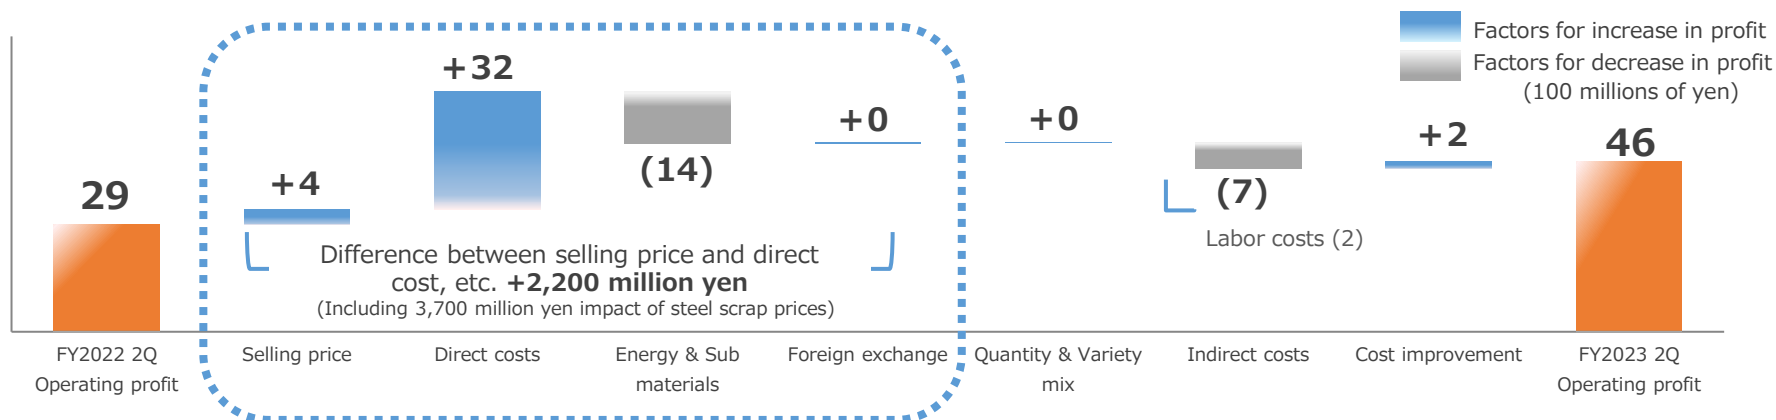 Factors for increase in profit
Factors for decrease in profit
(100 millions of yen)
29
+4
+32
(14)
+0
+0
(7)
+2
46
Labor costs (2)
Difference between selling price and direct
cost, etc. +2,200 million yen
(Including 3,700 million yen impact of steel scrap prices)
FY2022 2Q
Operating profit
Selling price
Direct costs
Energy & Sub
materials
Foreign exchange
Quantity & Variety
mix
Indirect costs
Cost improvement
FY2023 2Q
Operating profit